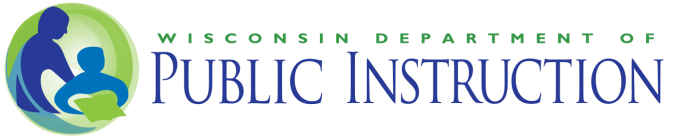 WISCONSIN DEPARTMENT OF
PUBLIC INSTRUCTION